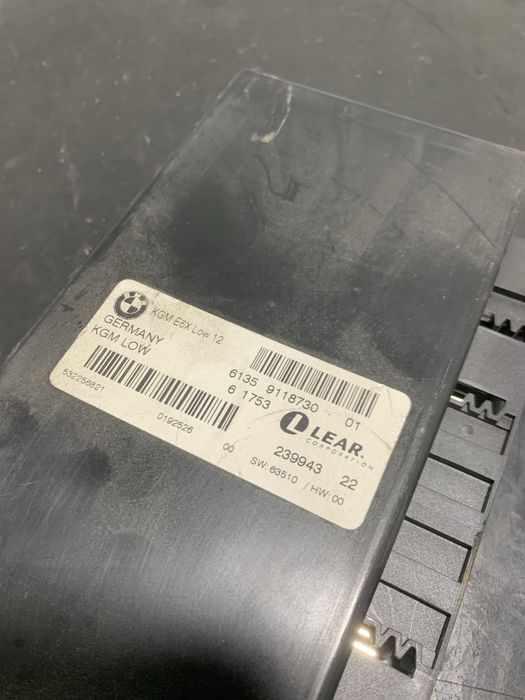 KGM E6X Low 12
GERMANY
KGM LOW
6135 9118730 01
6 1753
532256821
0192526
LEAR.
CORPORATION
00
239943 22
SW:63510 / HW:00